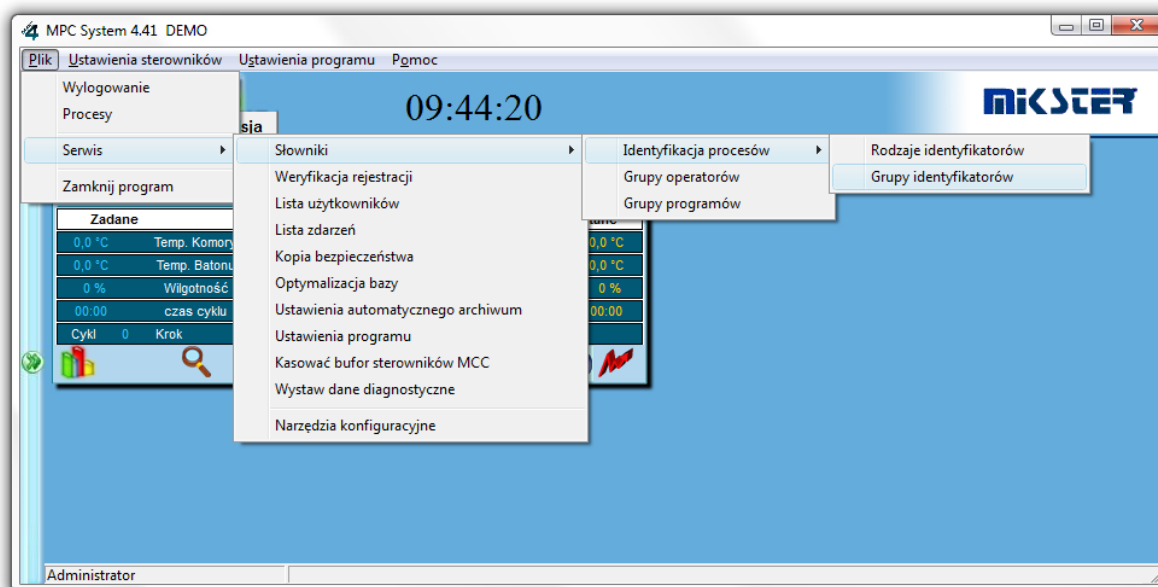 MPC System 4.41 DEMO
Plik Ustawienia sterowników Ustawienia programu Pomoc
Wylogowanie
Procesy
Serwis
Zamknij program
09:44:20
MIKSTER
Słowniki
Weryfikacja rejestracji
Lista użytkowników
Lista zdarzeń
Kopia bezpieczeństwa
Optymalizacja bazy
Ustawienia automatycznego archiwum
Ustawienia programu
Kasować bufor sterowników MCC
Wystaw dane diagnostyczne
Narzędzia konfiguracyjne
Identyfikacja procesów
Grupy operatorów
Grupy programów
Rodzaje identyfikatorów
Grupy identyfikatorów
Zadane
0,0 °C Temp. Komory 0,0 °C
0,0 °C Temp. Batonu 0,0 °C
0 % Wilgotność 0 %
00:00 czas cyklu 00:00
Cykl 0 Krok
Administrator